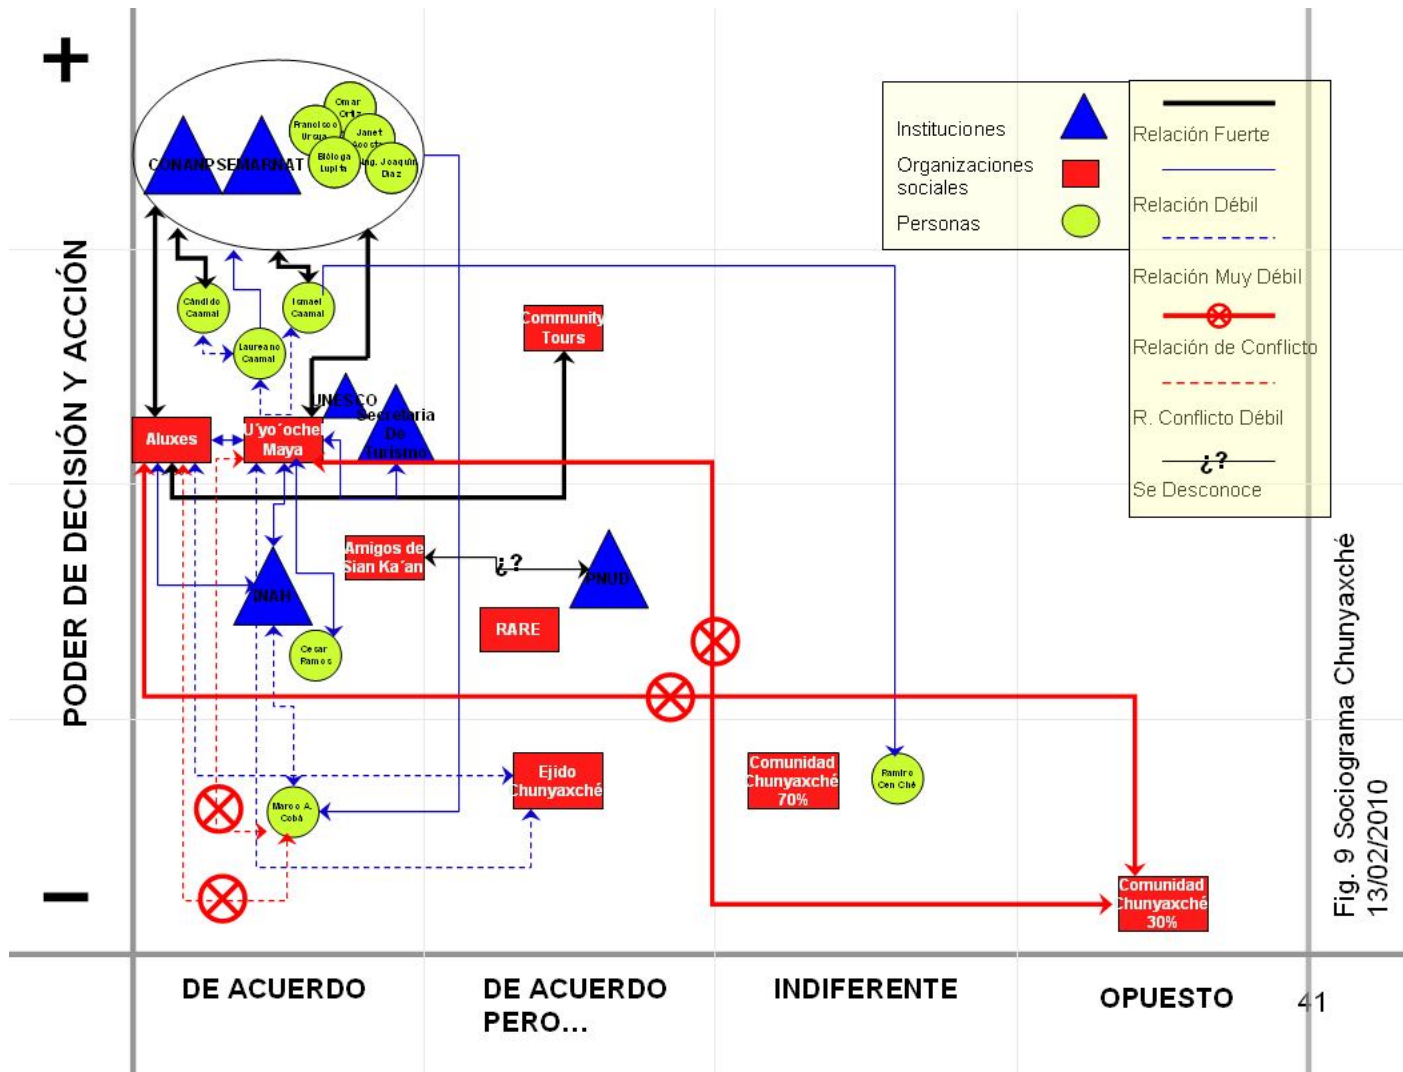 +
PODER DE DECISIÓN Y ACCIÓN
−
Omar
Ortiz
Francisco
Ursua
Janet
Acosta
Bióloga
Lupita
Ing. Joaquín
Diaz
CONANP
SEMARNAT
Cándido
Caamal
Ismael
Caamal
Laureano
Caamal
Community
Tours
UNESCO
Secretaria
De
Turismo
Aluxes
U´yo´ochel
Maya
Amigos de
Sian Ka´an
¿?
PNUD
INAH
RARE
Cesar
Ramos
Ejido
Chunyaxché
Marco A.
Cobá
Comunidad
Chunyaxché
70%
Ramiro
Cen Ché
Comunidad
Chunyaxché
30%
Instituciones
Organizaciones
sociales
Personas
Relación Fuerte
Relación Débil
Relación Muy Débil
Relación de Conflicto
R. Conflicto Débil
¿?
Se Desconoce
Fig. 9 Sociograma Chunyaxché
13/02/2010
DE ACUERDO
DE ACUERDO
PERO...
INDIFERENTE
OPUESTO
41